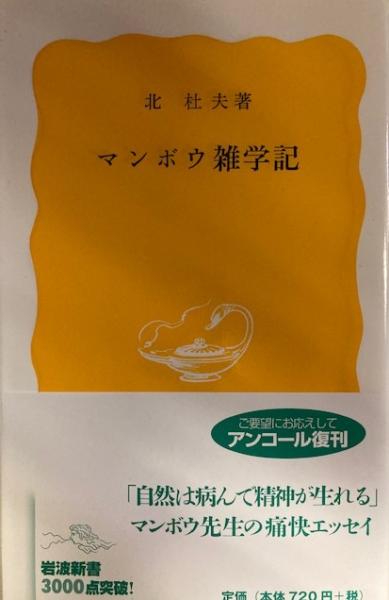 北 杜夫著
マンボウ雑学記
ご要望にお応えして
アンコール復刊
「自然は病んで精神が生れる」
マンボウ先生の痛快エッセイ
岩波新書
3000点突破!
定価(本体720円+税)